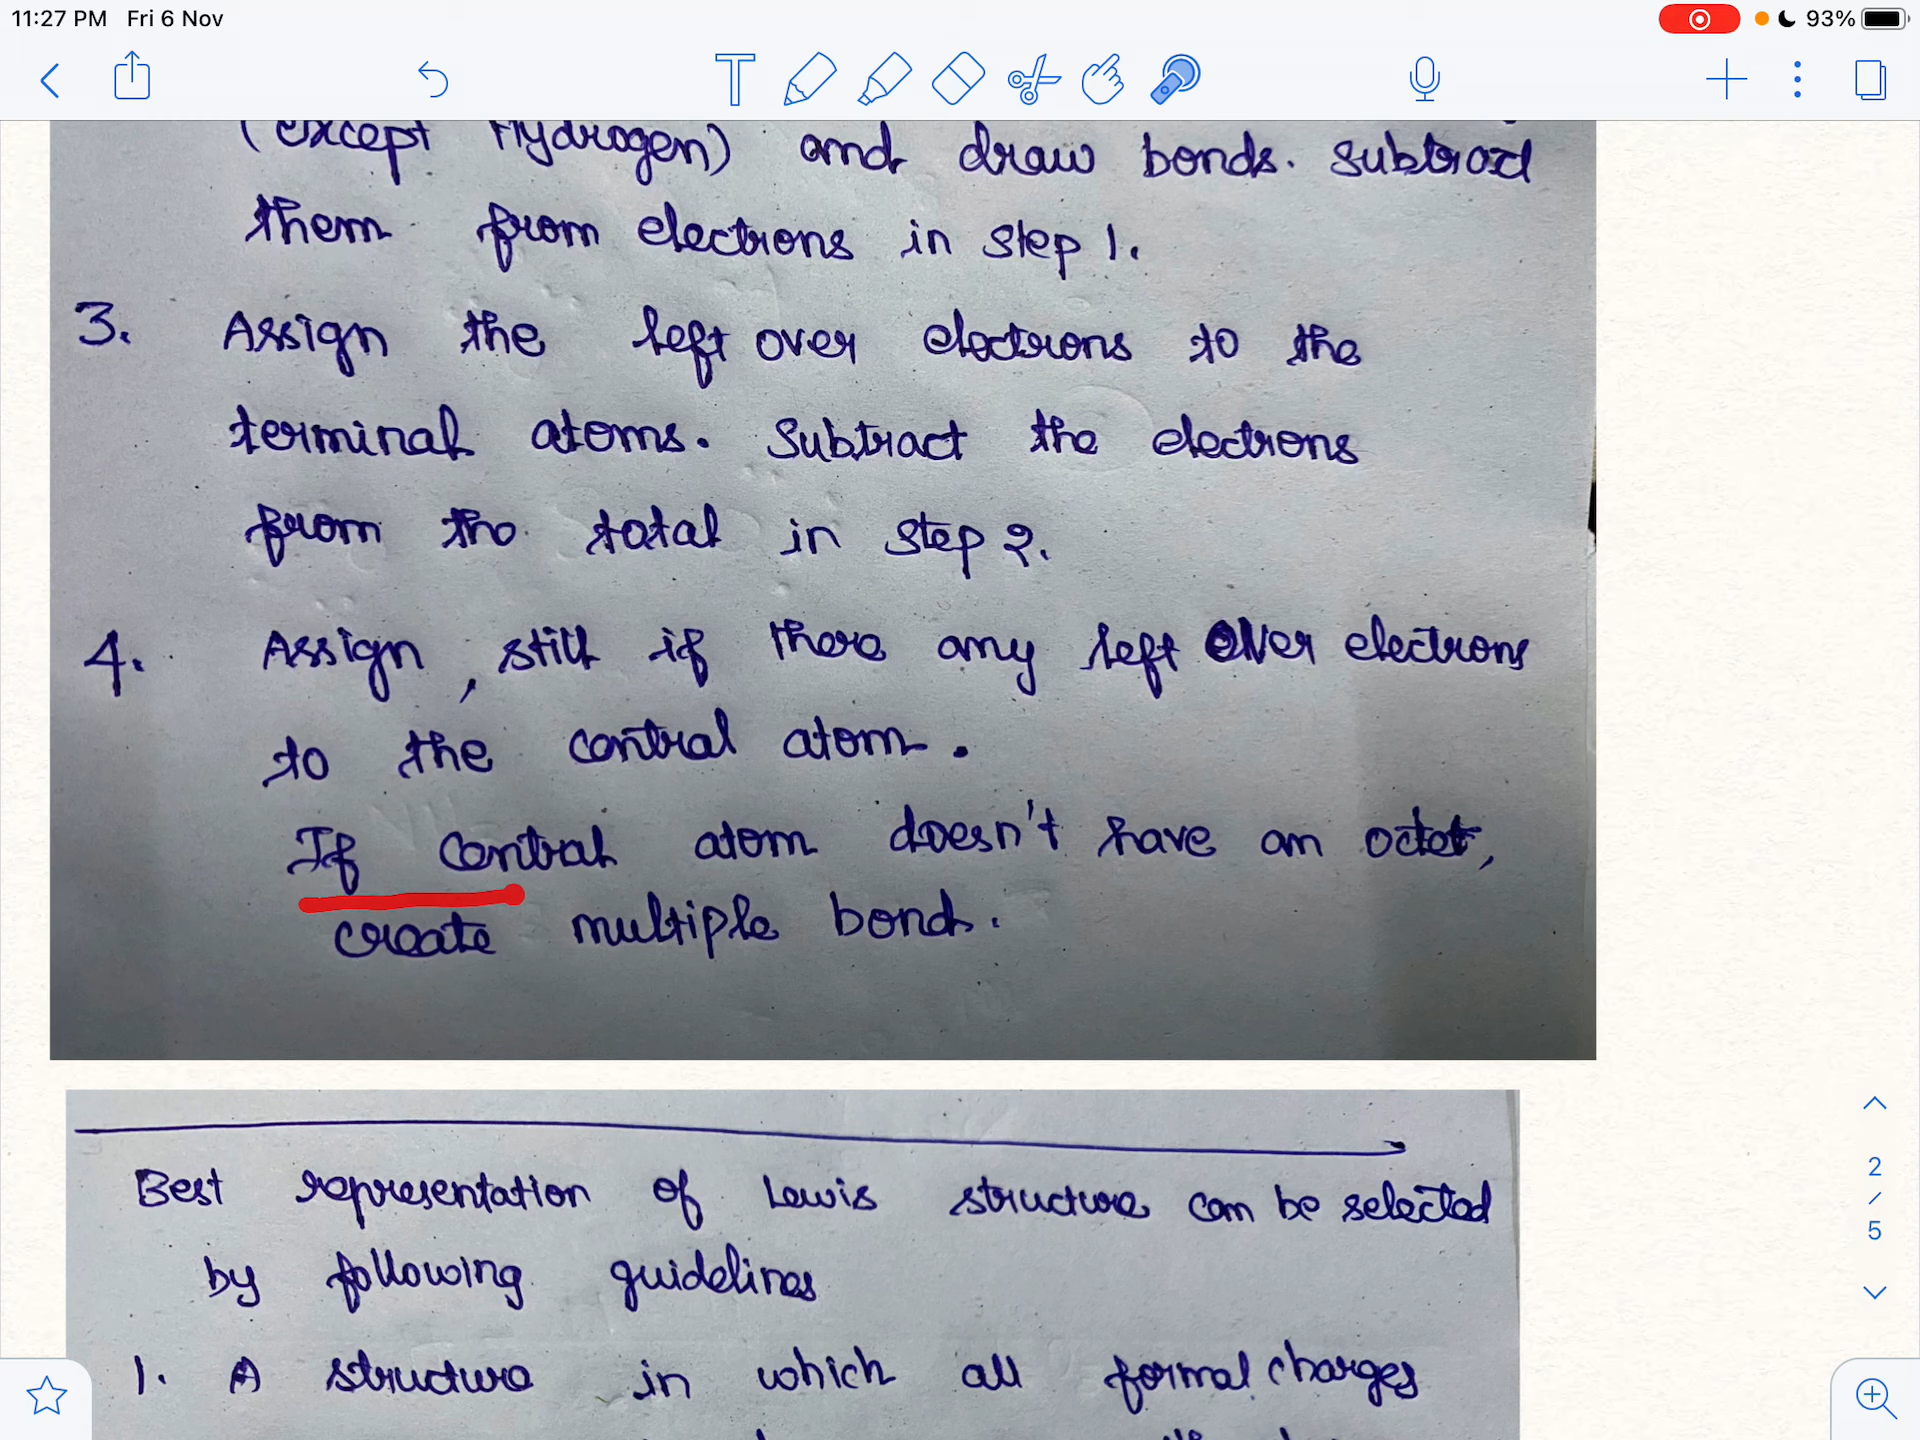 11:27 PM Fri 6 Nov
93%
(except Hydrogen) and draw bonds. Subtract
them from electrons in step 1.
3. Assign the left over electrons to the
terminal atoms. Subtract the electrons
from the total in step 2.
4. Assign, still if there any left over electrons
to the central atom.
If central atom doesn't have an octet,
create multiple bond.
Best representation of Lewis structure can be selected
by following guidelines
1. A structure in which all formal charges
2
/
5